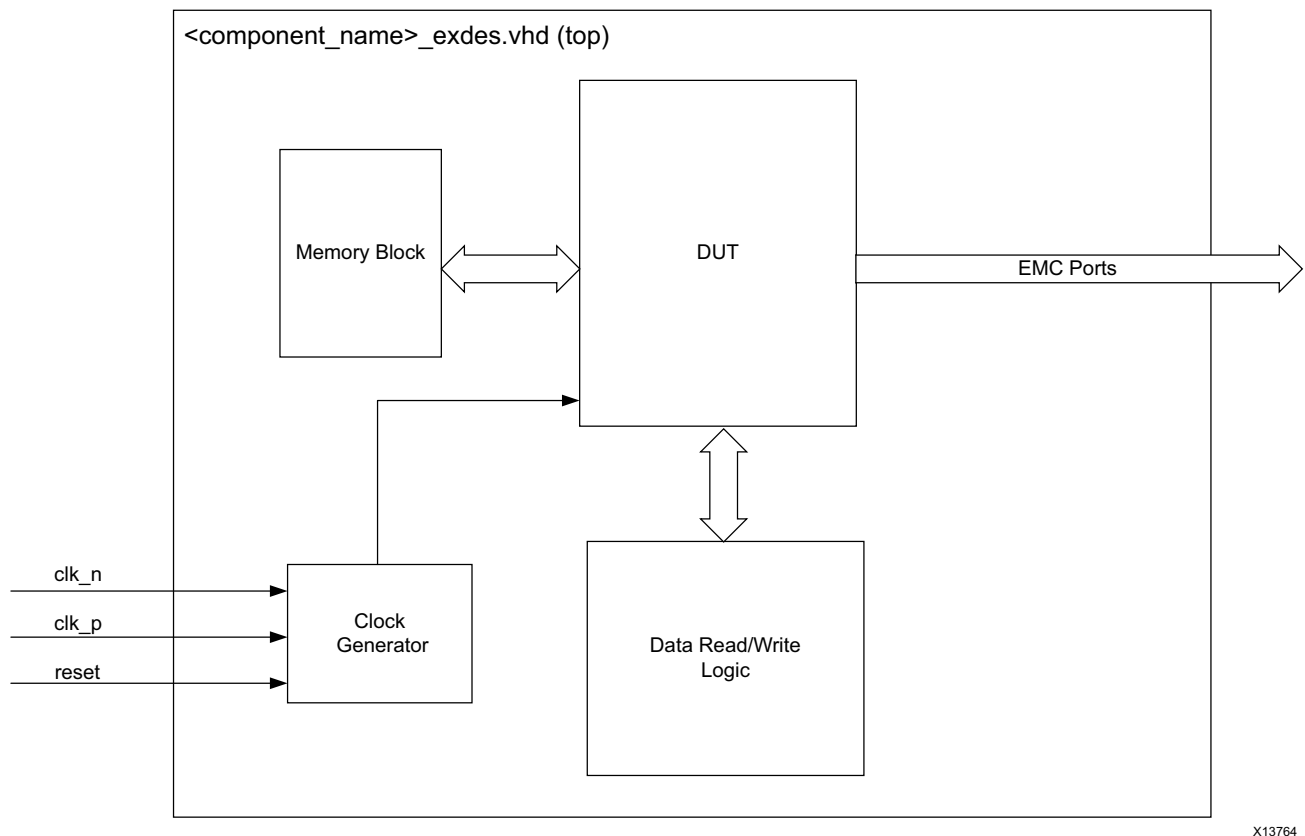 <component_name>_exdes.vhd (top)
Memory Block
DUT
EMC Ports
clk_n
clk_p
reset
Clock
Generator
Data Read/Write
Logic
X13764